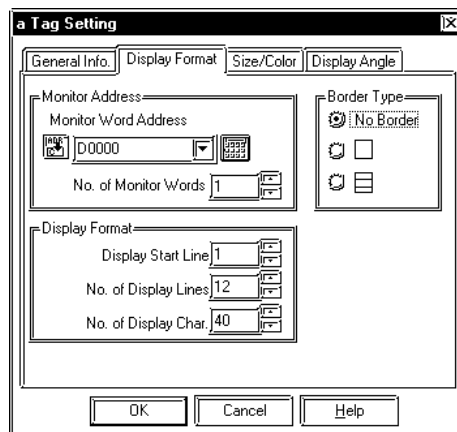 a Tag Setting
General Info. Display Format Size/Color Display Angle
Monitor Address
Monitor Word Address
D0000
No. of Monitor Words 1
Border Type
No Border
Display Format
Display Start Line 1
No. of Display Lines 12
No. of Display Char. 40
OK Cancel Help